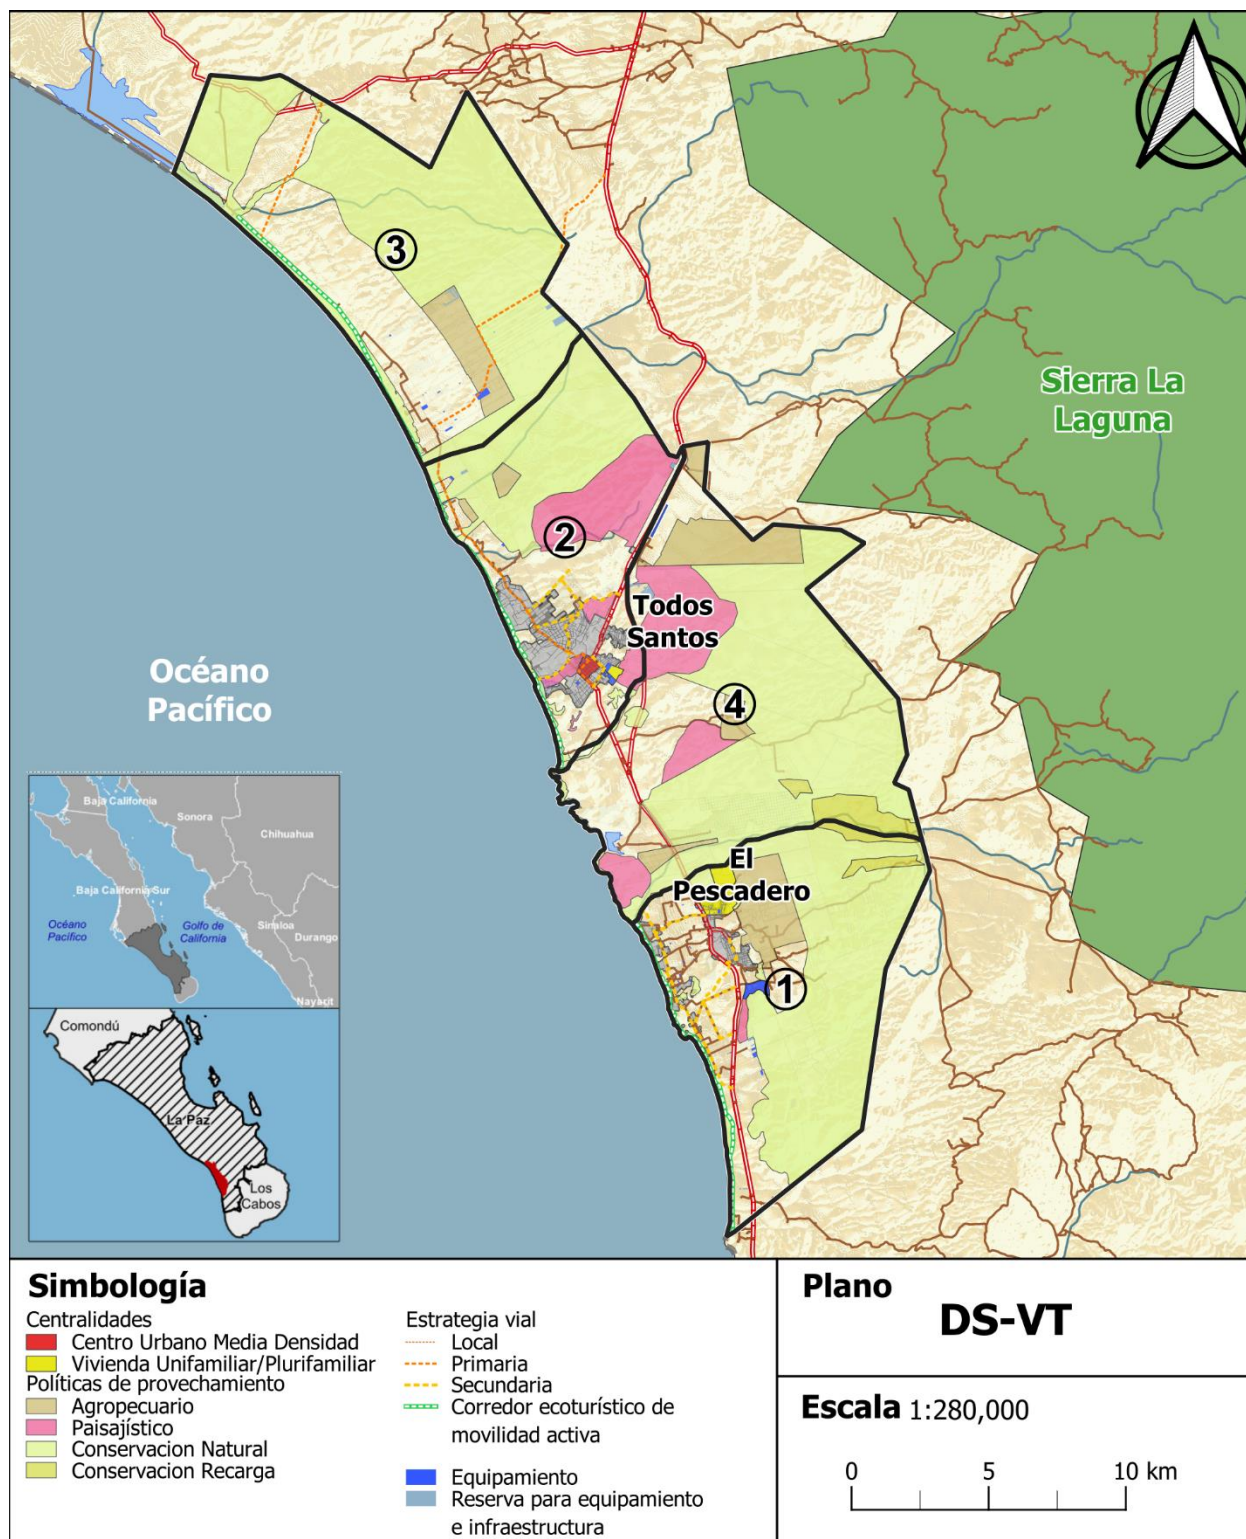 3
Sierra La
Laguna
2
Todos
Santos
Océano
Pacífico
4
El
Pescadero
1
Baja California
Sonora
Chihuahua
Baja California Sur
Océano
Pacífico
Golfo de
California
Sinaloa
Durango
Nayarit
Comondú
La Paz
Los
Cabos
Simbología
Centralidades
Centro Urbano Media Densidad
Vivienda Unifamiliar/Plurifamiliar
Políticas de provechamiento
Agropecuario
Paisajístico
Conservacion Natural
Conservacion Recarga
Estrategia vial
Local
Primaria
Secundaria
Corredor ecoturístico de
movilidad activa
Equipamiento
Reserva para equipamiento
e infraestructura
Plano
DS-VT
Escala 1:280,000
0 5 10 km